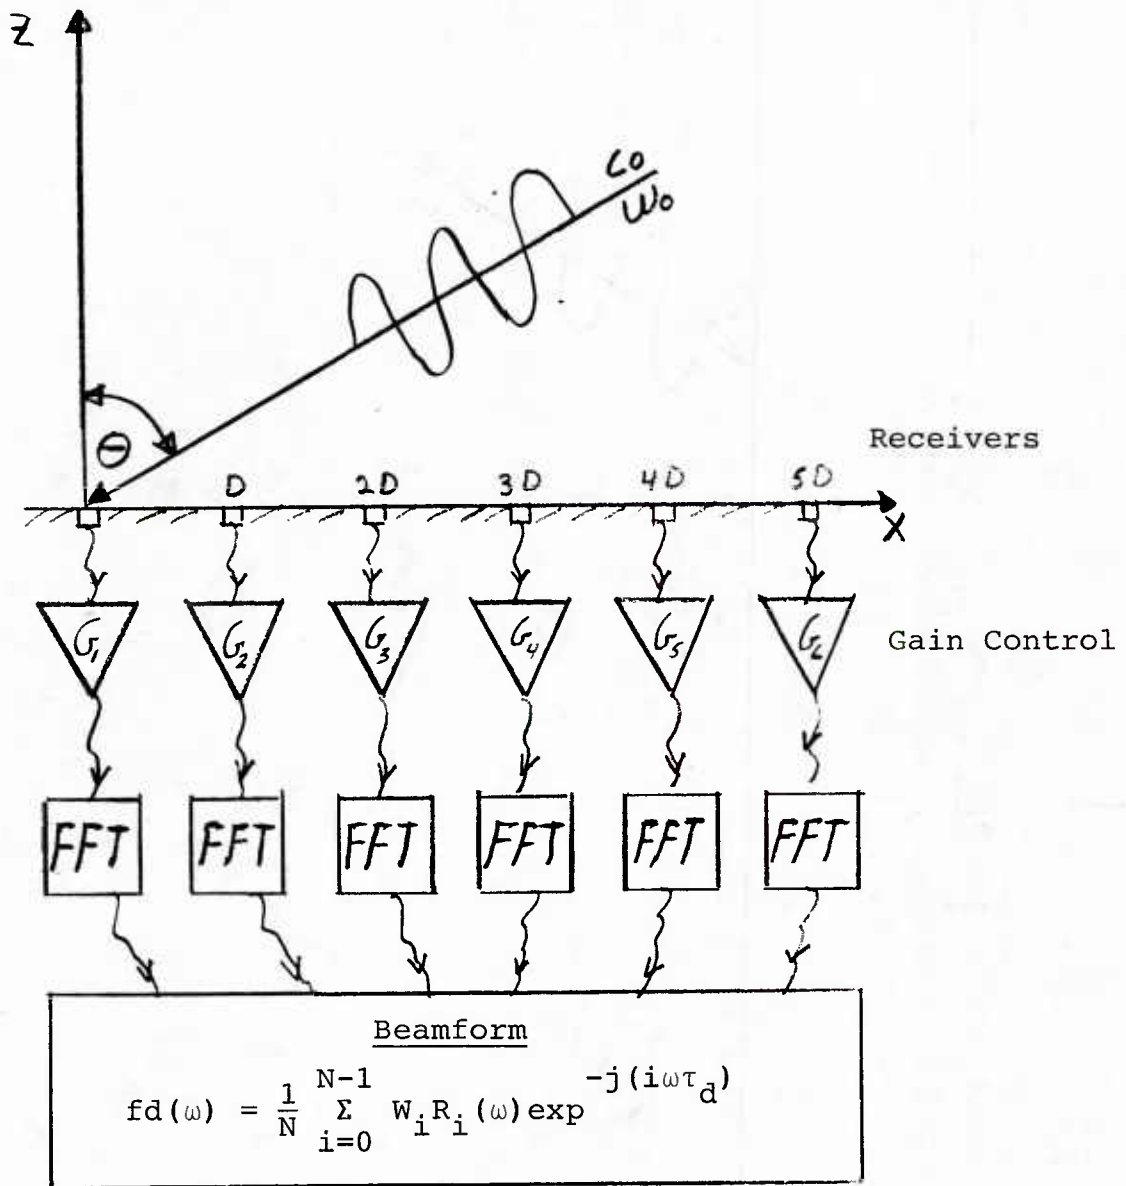 Z
C0
W0
Θ
Receivers
D 2D 3D 4D 5D
X
G1 G2 G3 G4 G5 G6
Gain Control
FFT FFT FFT FFT FFT FFT
Beamform
fd(ω) = 1/N Σ_{i=0}^{N-1} W_i R_i(ω) exp^{-j(iωτ_d)}